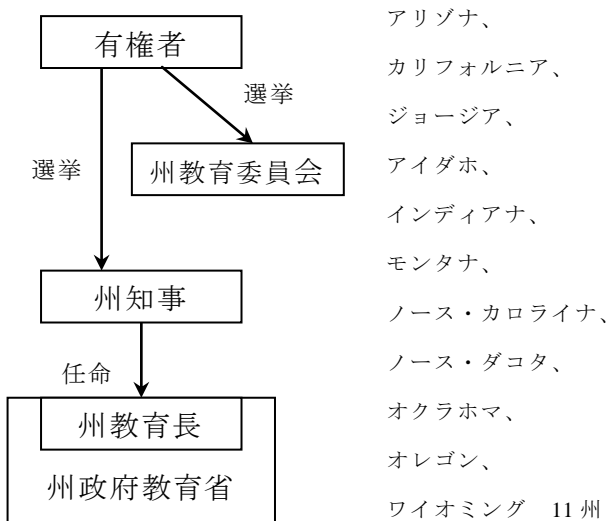 有権者
選挙
選挙
州教育委員会
州知事
任命
州教育長
州政府教育省
アリゾナ、
カリフォルニア、
ジョージア、
アイダホ、
インディアナ、
モンタナ、
ノース・カロライナ、
ノース・ダコタ、
オクラホマ、
オレゴン、
ワイオミング　11 州